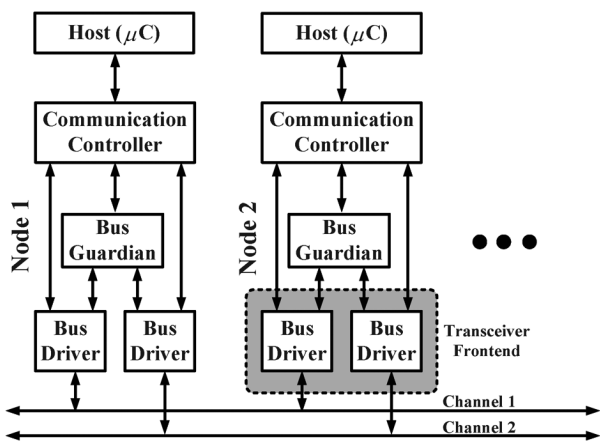 Host (μC)
Communication
Controller
Node 1
Bus
Guardian
Bus
Driver
Bus
Driver
Host (μC)
Communication
Controller
Node 2
Bus
Guardian
Bus
Driver
Bus
Driver
Transceiver
Frontend
Channel 1
Channel 2